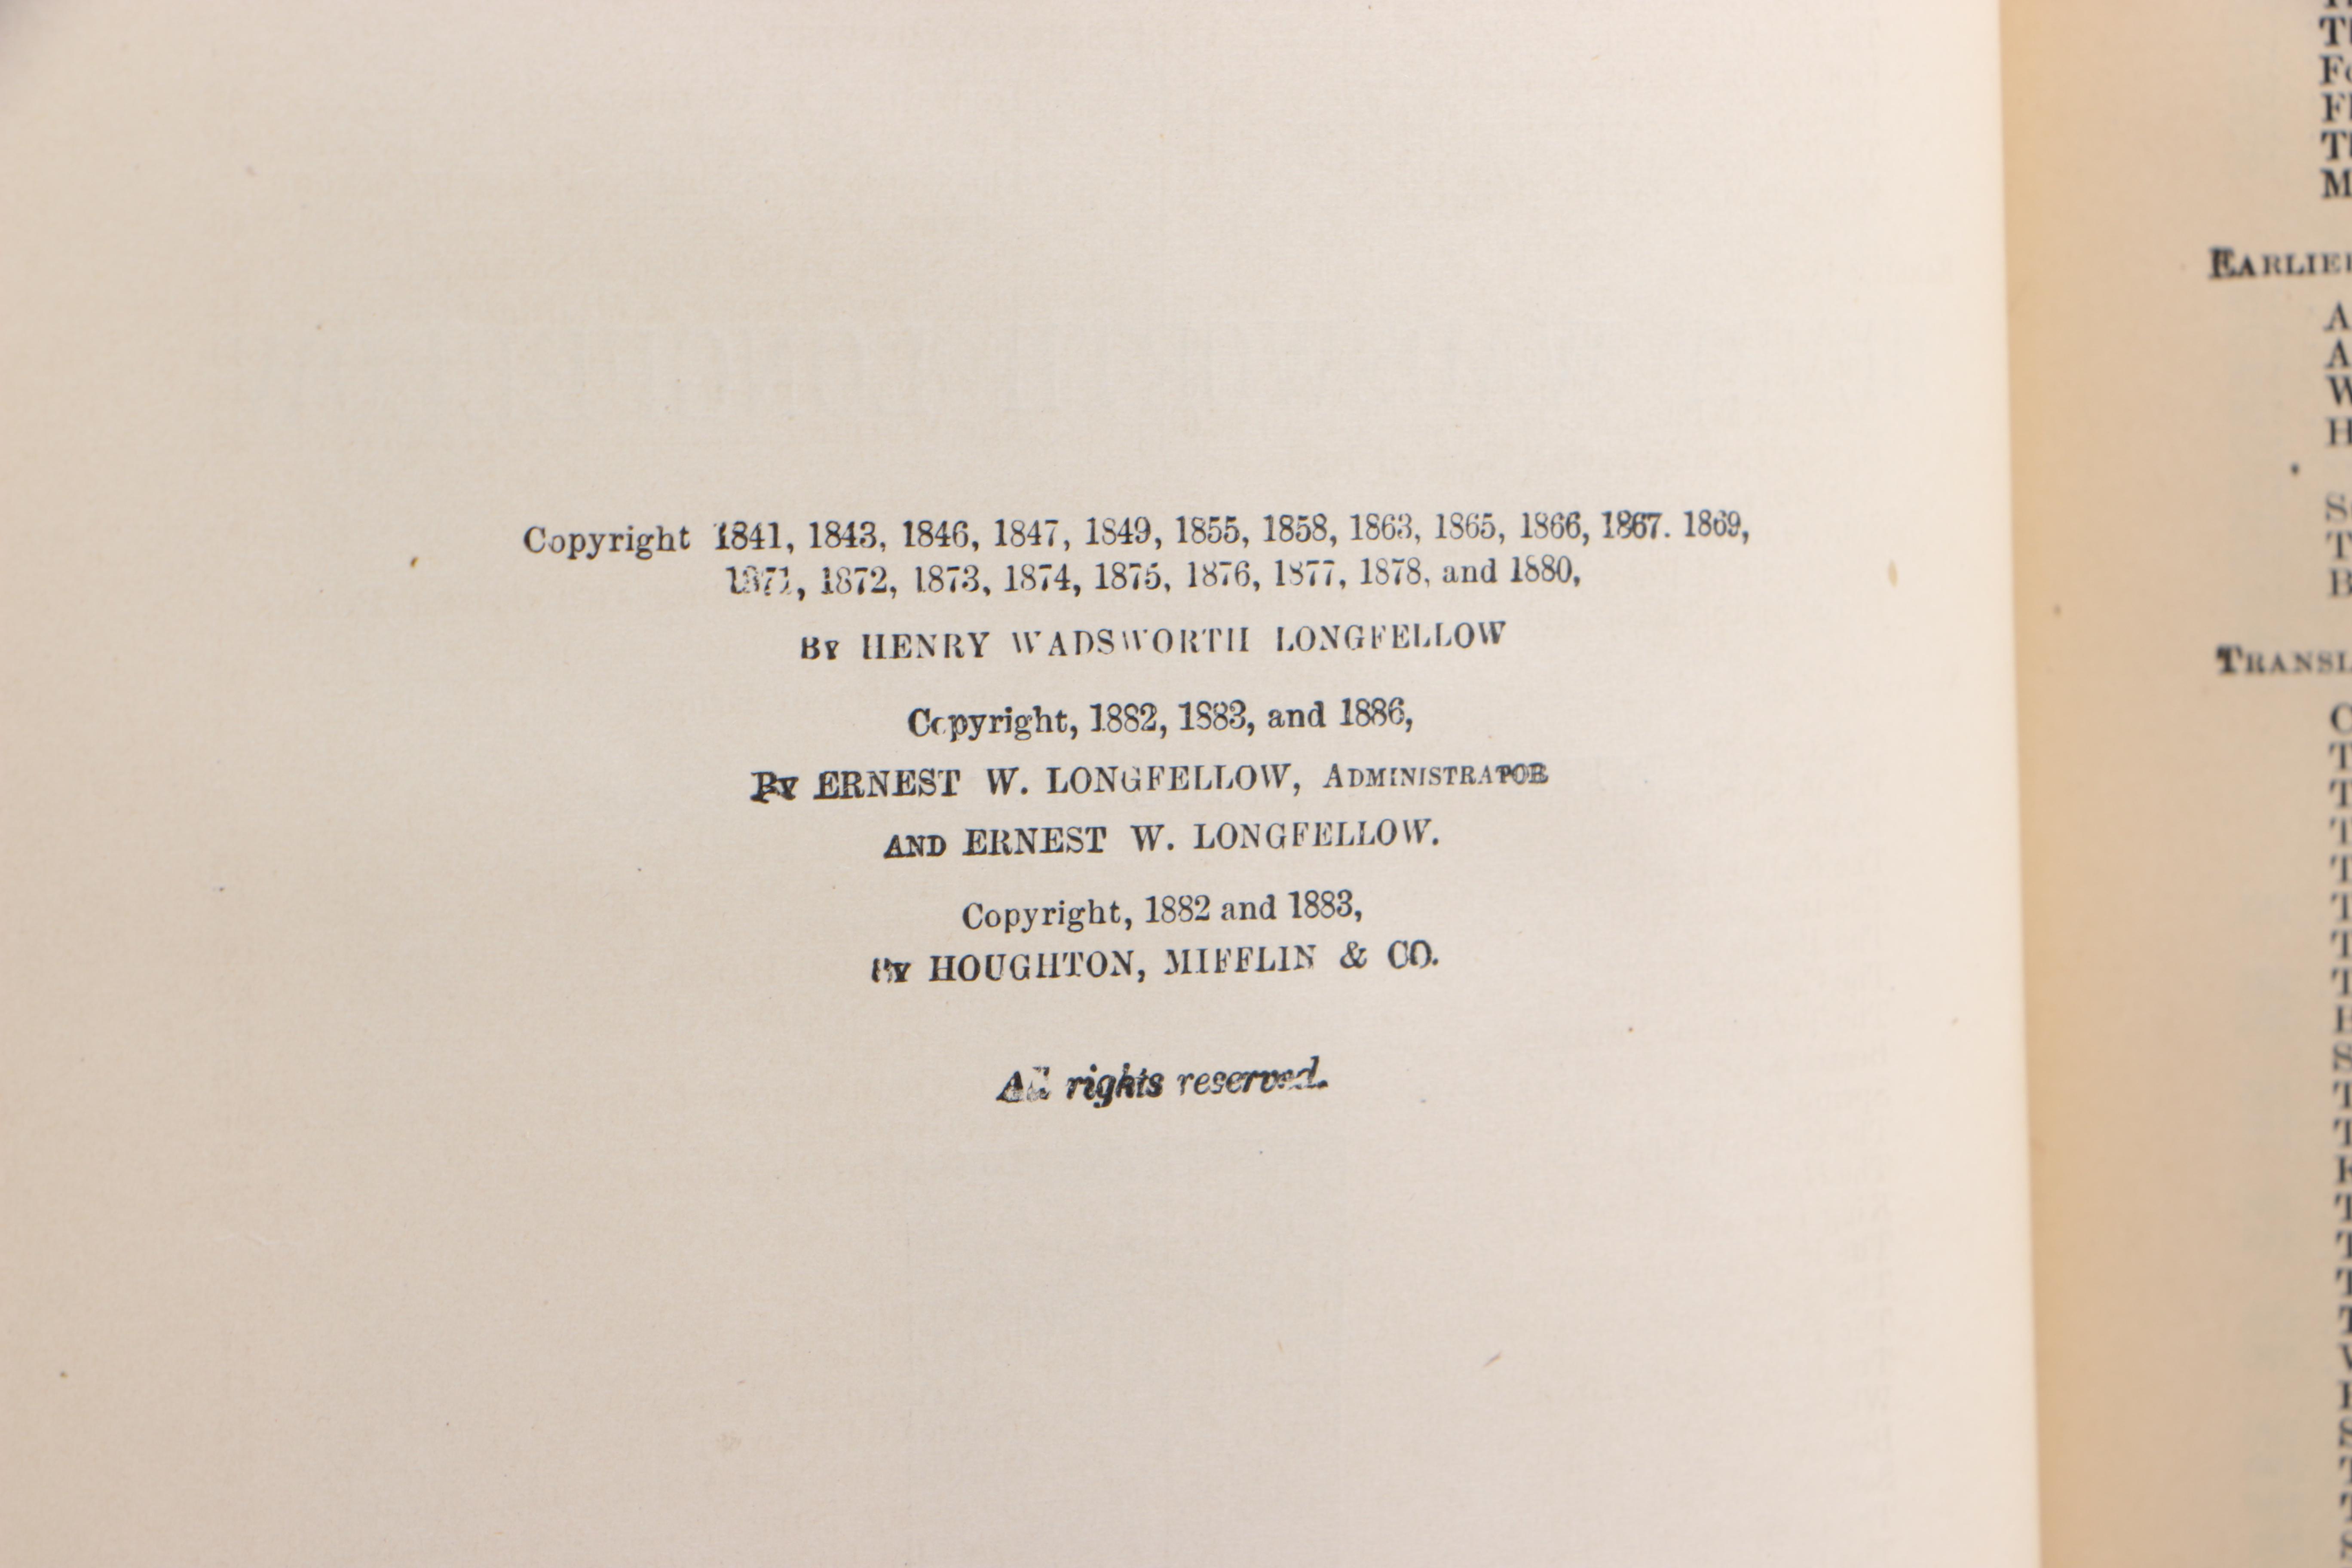 Copyright 1841, 1843, 1846, 1847, 1849, 1855, 1858, 1863, 1865, 1866, 1867. 1869,
1871, 1872, 1873, 1874, 1875, 1876, 1877, 1878, and 1880,
By HENRY WADSWORTH LONGFELLOW
Copyright, 1882, 1883, and 1886,
By ERNEST W. LONGFELLOW, ADMINISTRATOR
AND ERNEST W. LONGFELLOW.
Copyright, 1882 and 1883,
By HOUGHTON, MIFFLIN & CO.
All rights reserved.